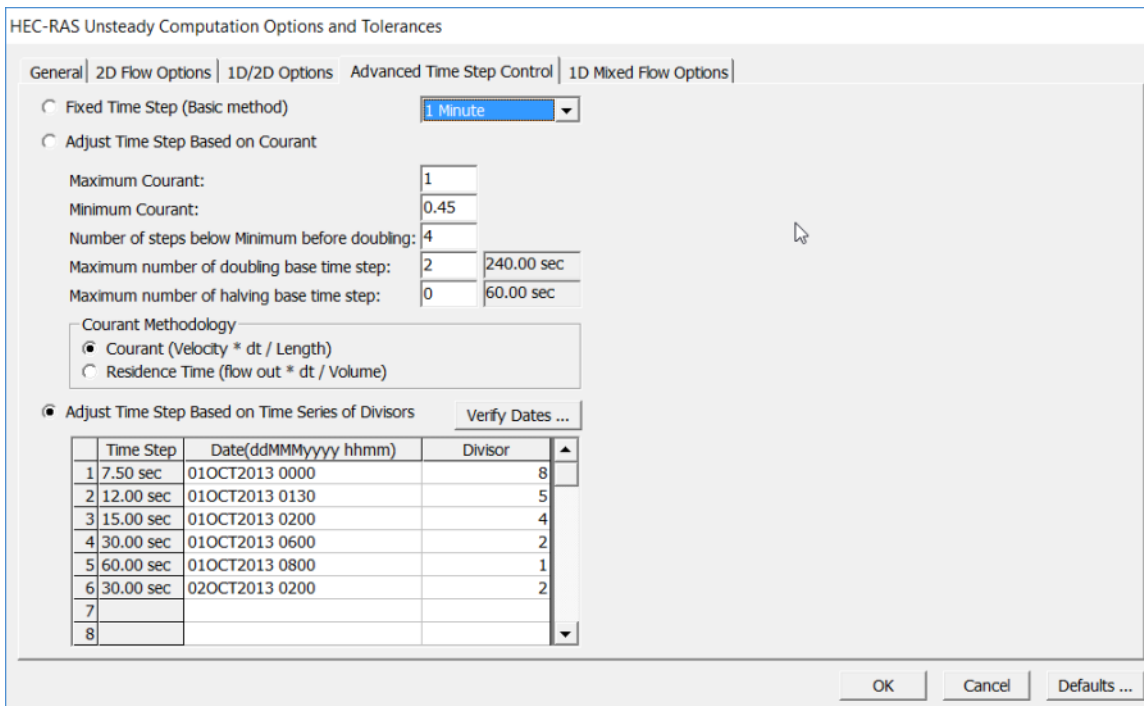 HEC-RAS Unsteady Computation Options and Tolerances
General 2D Flow Options 1D/2D Options Advanced Time Step Control 1D Mixed Flow Options
Fixed Time Step (Basic method) 1 Minute
Adjust Time Step Based on Courant
Maximum Courant: 1
Minimum Courant: 0.45
Number of steps below Minimum before doubling: 4
Maximum number of doubling base time step: 2 240.00 sec
Maximum number of halving base time step: 0 60.00 sec
Courant Methodology
Courant (Velocity * dt / Length)
Residence Time (flow out * dt / Volume)
Adjust Time Step Based on Time Series of Divisors Verify Dates ...
Time Step Date(ddMMMyyyy hhmm) Divisor
1 7.50 sec 01OCT2013 0000 8
2 12.00 sec 01OCT2013 0130 5
3 15.00 sec 01OCT2013 0200 4
4 30.00 sec 01OCT2013 0600 2
5 60.00 sec 01OCT2013 0800 1
6 30.00 sec 02OCT2013 0200 2
7
8
OK Cancel Defaults ...